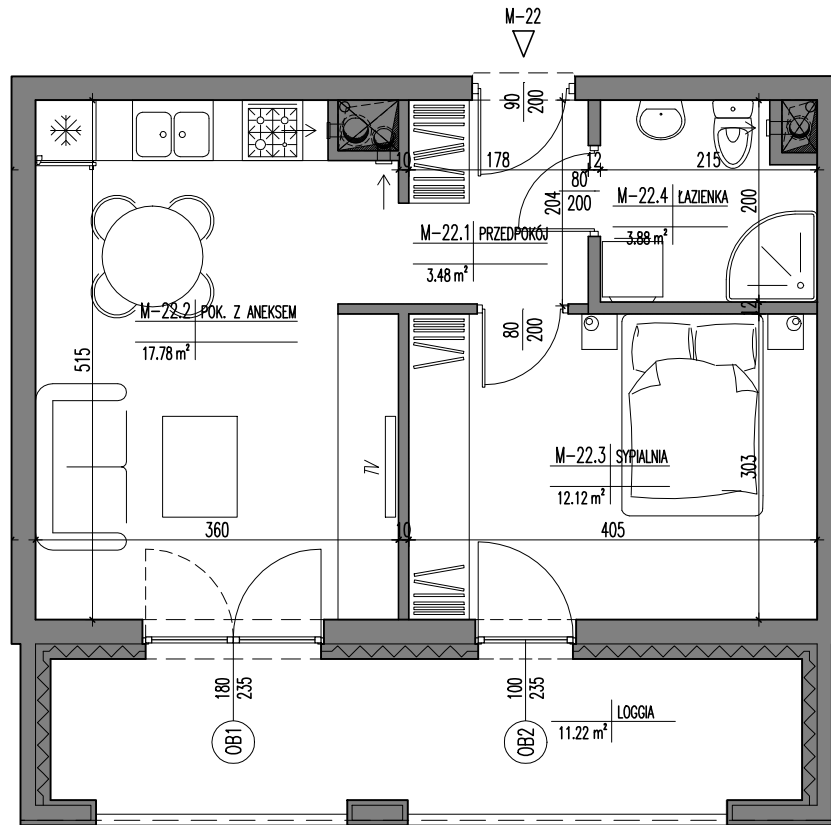 M-22
90
200
10
178
12
215
80
200
204
M-22.4 ŁAZIENKA
3.88 m²
200
M-22.1 PRZEDPOKÓJ
3.48 m²
M-22.2 POK. Z ANEKSEM
17.78 m²
80
200
12
515
TV
M-22.3 SYPIALNIA
12.12 m²
303
360
10
405
180
235
OB1
100
235
OB2
LOGGIA
11.22 m²